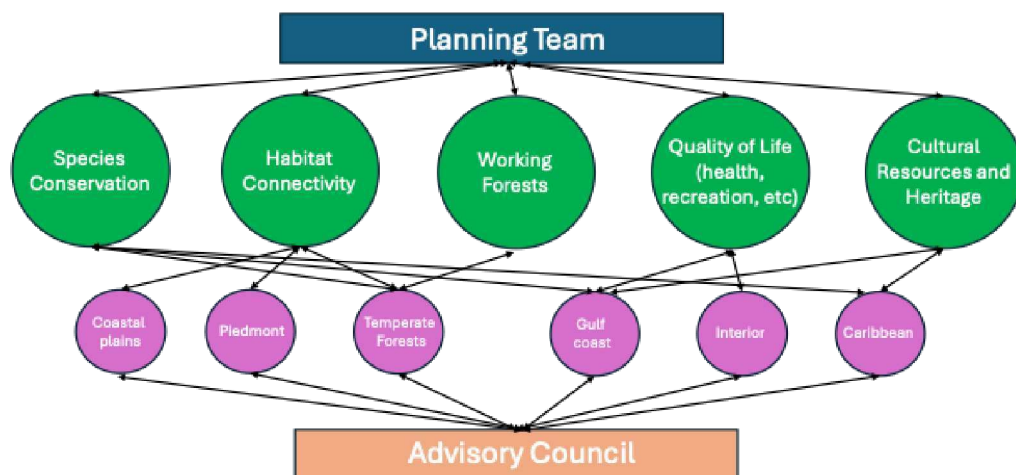 Planning Team
Species
Conservation
Habitat
Connectivity
Working
Forests
Quality of Life
(health,
recreation, etc)
Cultural
Resources and
Heritage
Coastal
plains
Piedmont
Temperate
Forests
Gulf
coast
Interior
Caribbean
Advisory Council